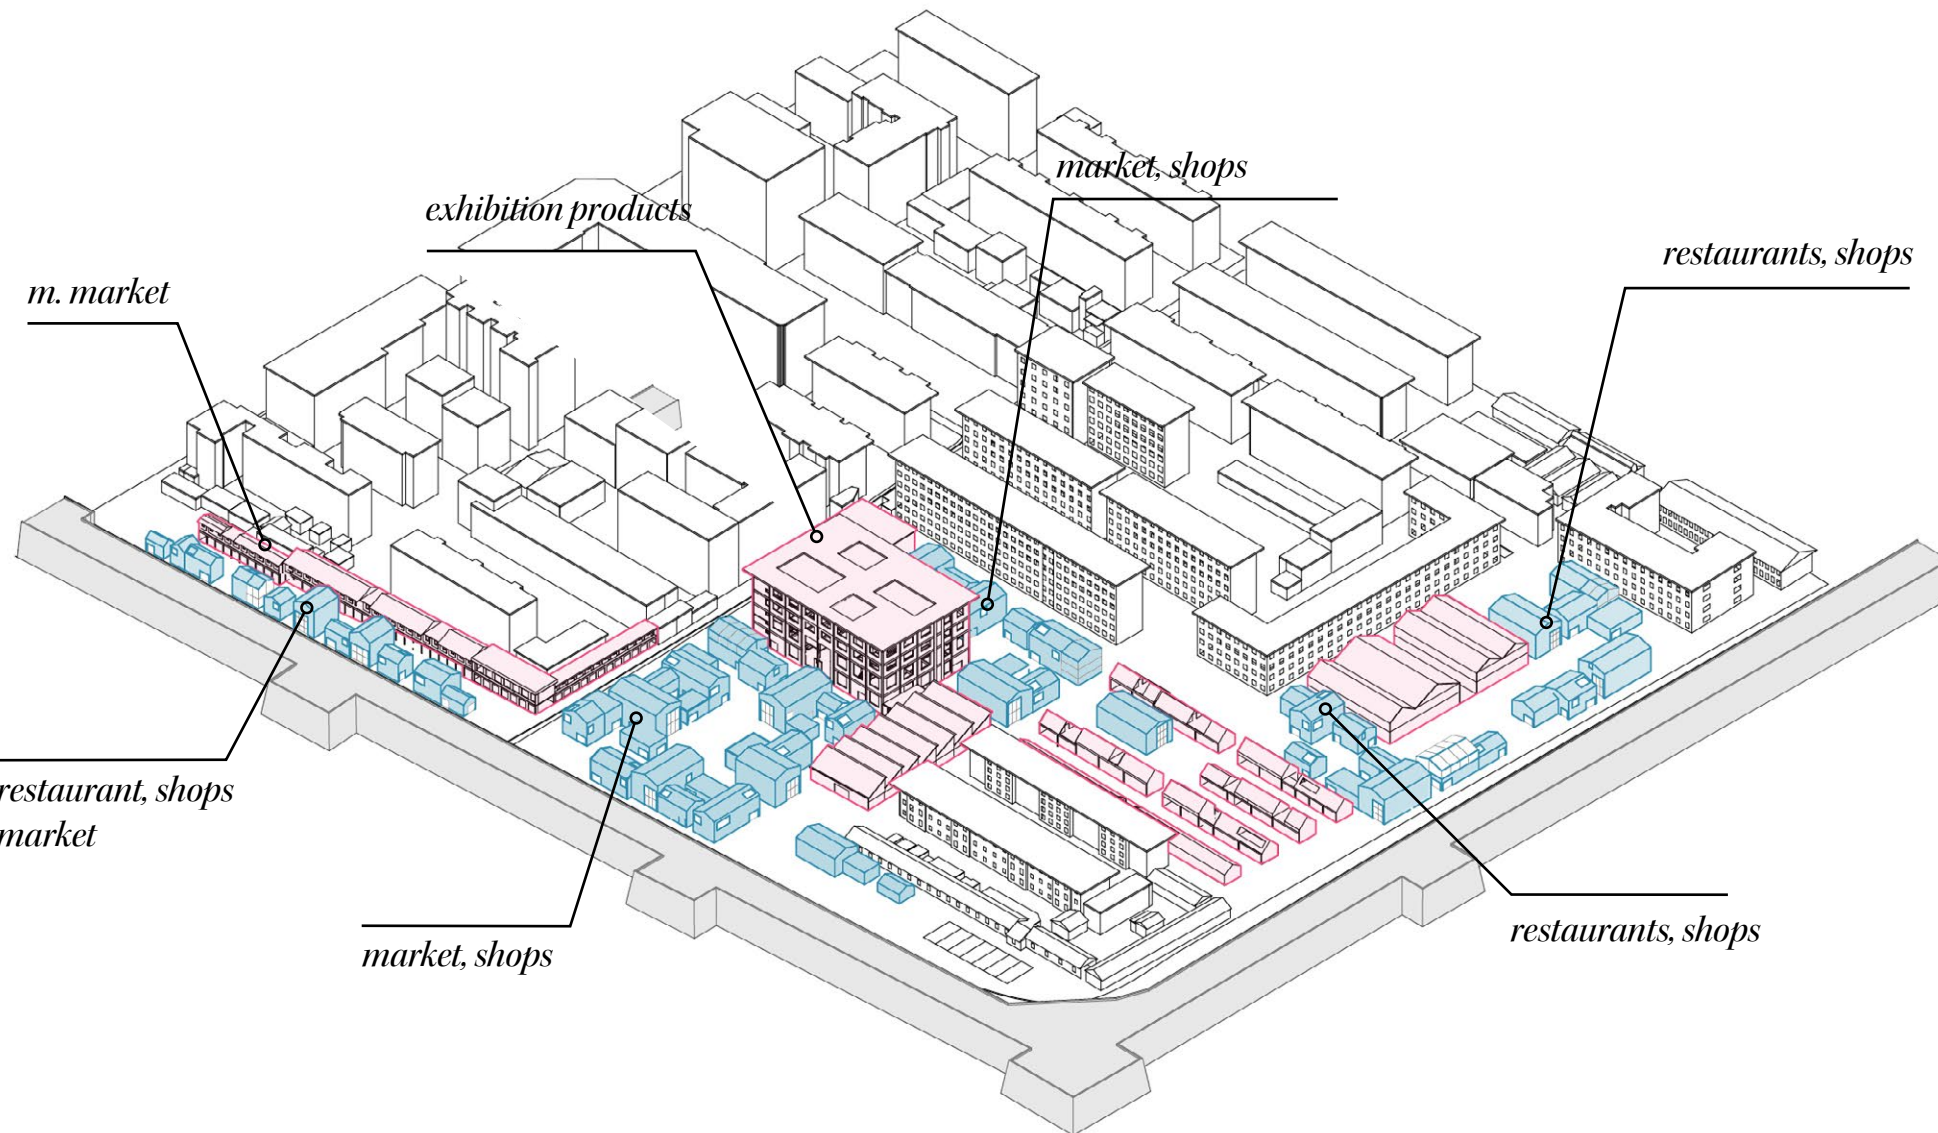 market, shops
exhibition products
restaurants, shops
m. market
restaurant, shops
market
market, shops
restaurants, shops